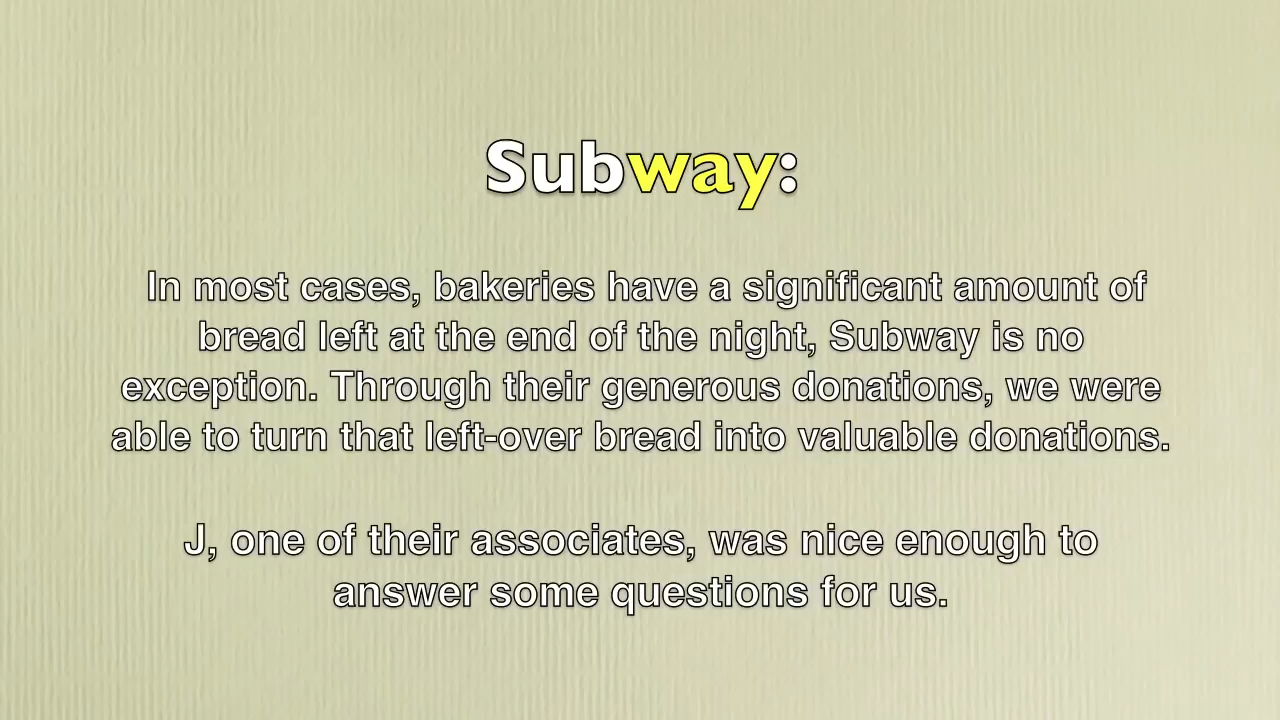 Subway:
In most cases, bakeries have a significant amount of
bread left at the end of the night, Subway is no
exception. Through their generous donations, we were
able to turn that left-over bread into valuable donations.
J, one of their associates, was nice enough to
answer some questions for us.